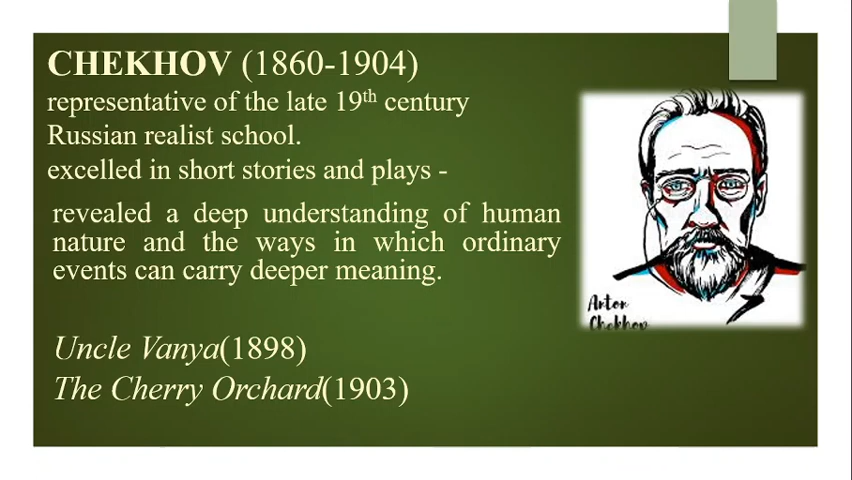 CHEKHOV (1860-1904)
representative of the late 19th century
Russian realist school.
excelled in short stories and plays -
revealed a deep understanding of human
nature and the ways in which ordinary
events can carry deeper meaning.
Uncle Vanya(1898)
The Cherry Orchard(1903)
Anton
Chekhov